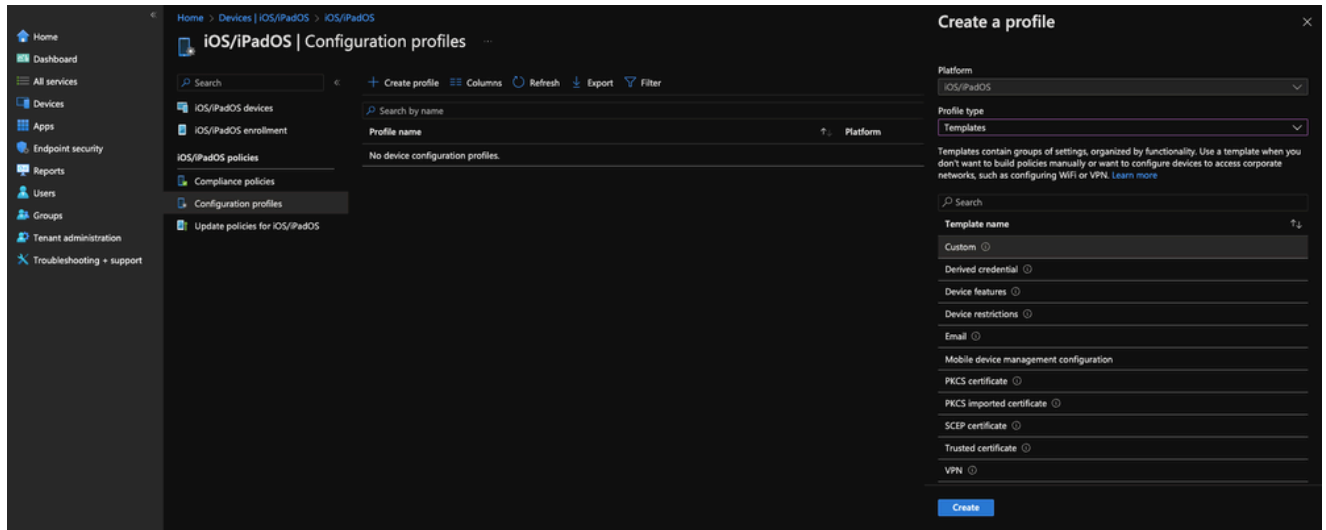 Home
Dashboard
All services
Devices
Apps
Endpoint security
Reports
Users
Groups
Tenant administration
Troubleshooting + support
Home > Devices | iOS/iPadOS > iOS/iPadOS
iOS/iPadOS | Configuration profiles ...
Search
iOS/iPadOS devices
iOS/iPadOS enrollment
iOS/iPadOS policies
Compliance policies
Configuration profiles
Update policies for iOS/iPadOS
+ Create profile Columns Refresh Export Filter
Search by name
Profile name Platform
No device configuration profiles.
Create a profile
Platform
iOS/iPadOS
Profile type
Templates
Templates contain groups of settings, organized by functionality. Use a template when you
don't want to build policies manually or want to configure devices to access corporate
networks, such as configuring WiFi or VPN. Learn more
Search
Template name
Custom
Derived credential
Device features
Device restrictions
Email
Mobile device management configuration
PKCS certificate
PKCS imported certificate
SCEP certificate
Trusted certificate
VPN
Create